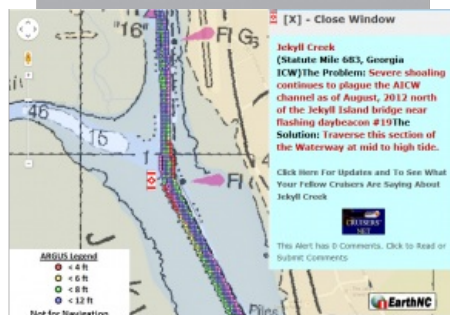 [X] - Close Window
Jekyll Creek
(Statute Mile 683, Georgia
ICW)The Problem: Severe shoaling
continues to plague the AICW
channel as of August, 2012 north
of the Jekyll Island bridge near
flashing daybeacon #19The
Solution: Traverse this section of
the Waterway at mid to high tide.
Click Here For Updates and To See What
Your Fellow Cruisers Are Saying About
Jekyll Creek
CRUISERS'
NET
This Alert has 0 Comments. Click to Read or
Submit Comments
EarthNC
"16"
Fl G
46
15
1
4
Fl
Piles
ARGUS Legend
< 4 ft
< 6 ft
< 8 ft
< 12 ft
Not for Navigation